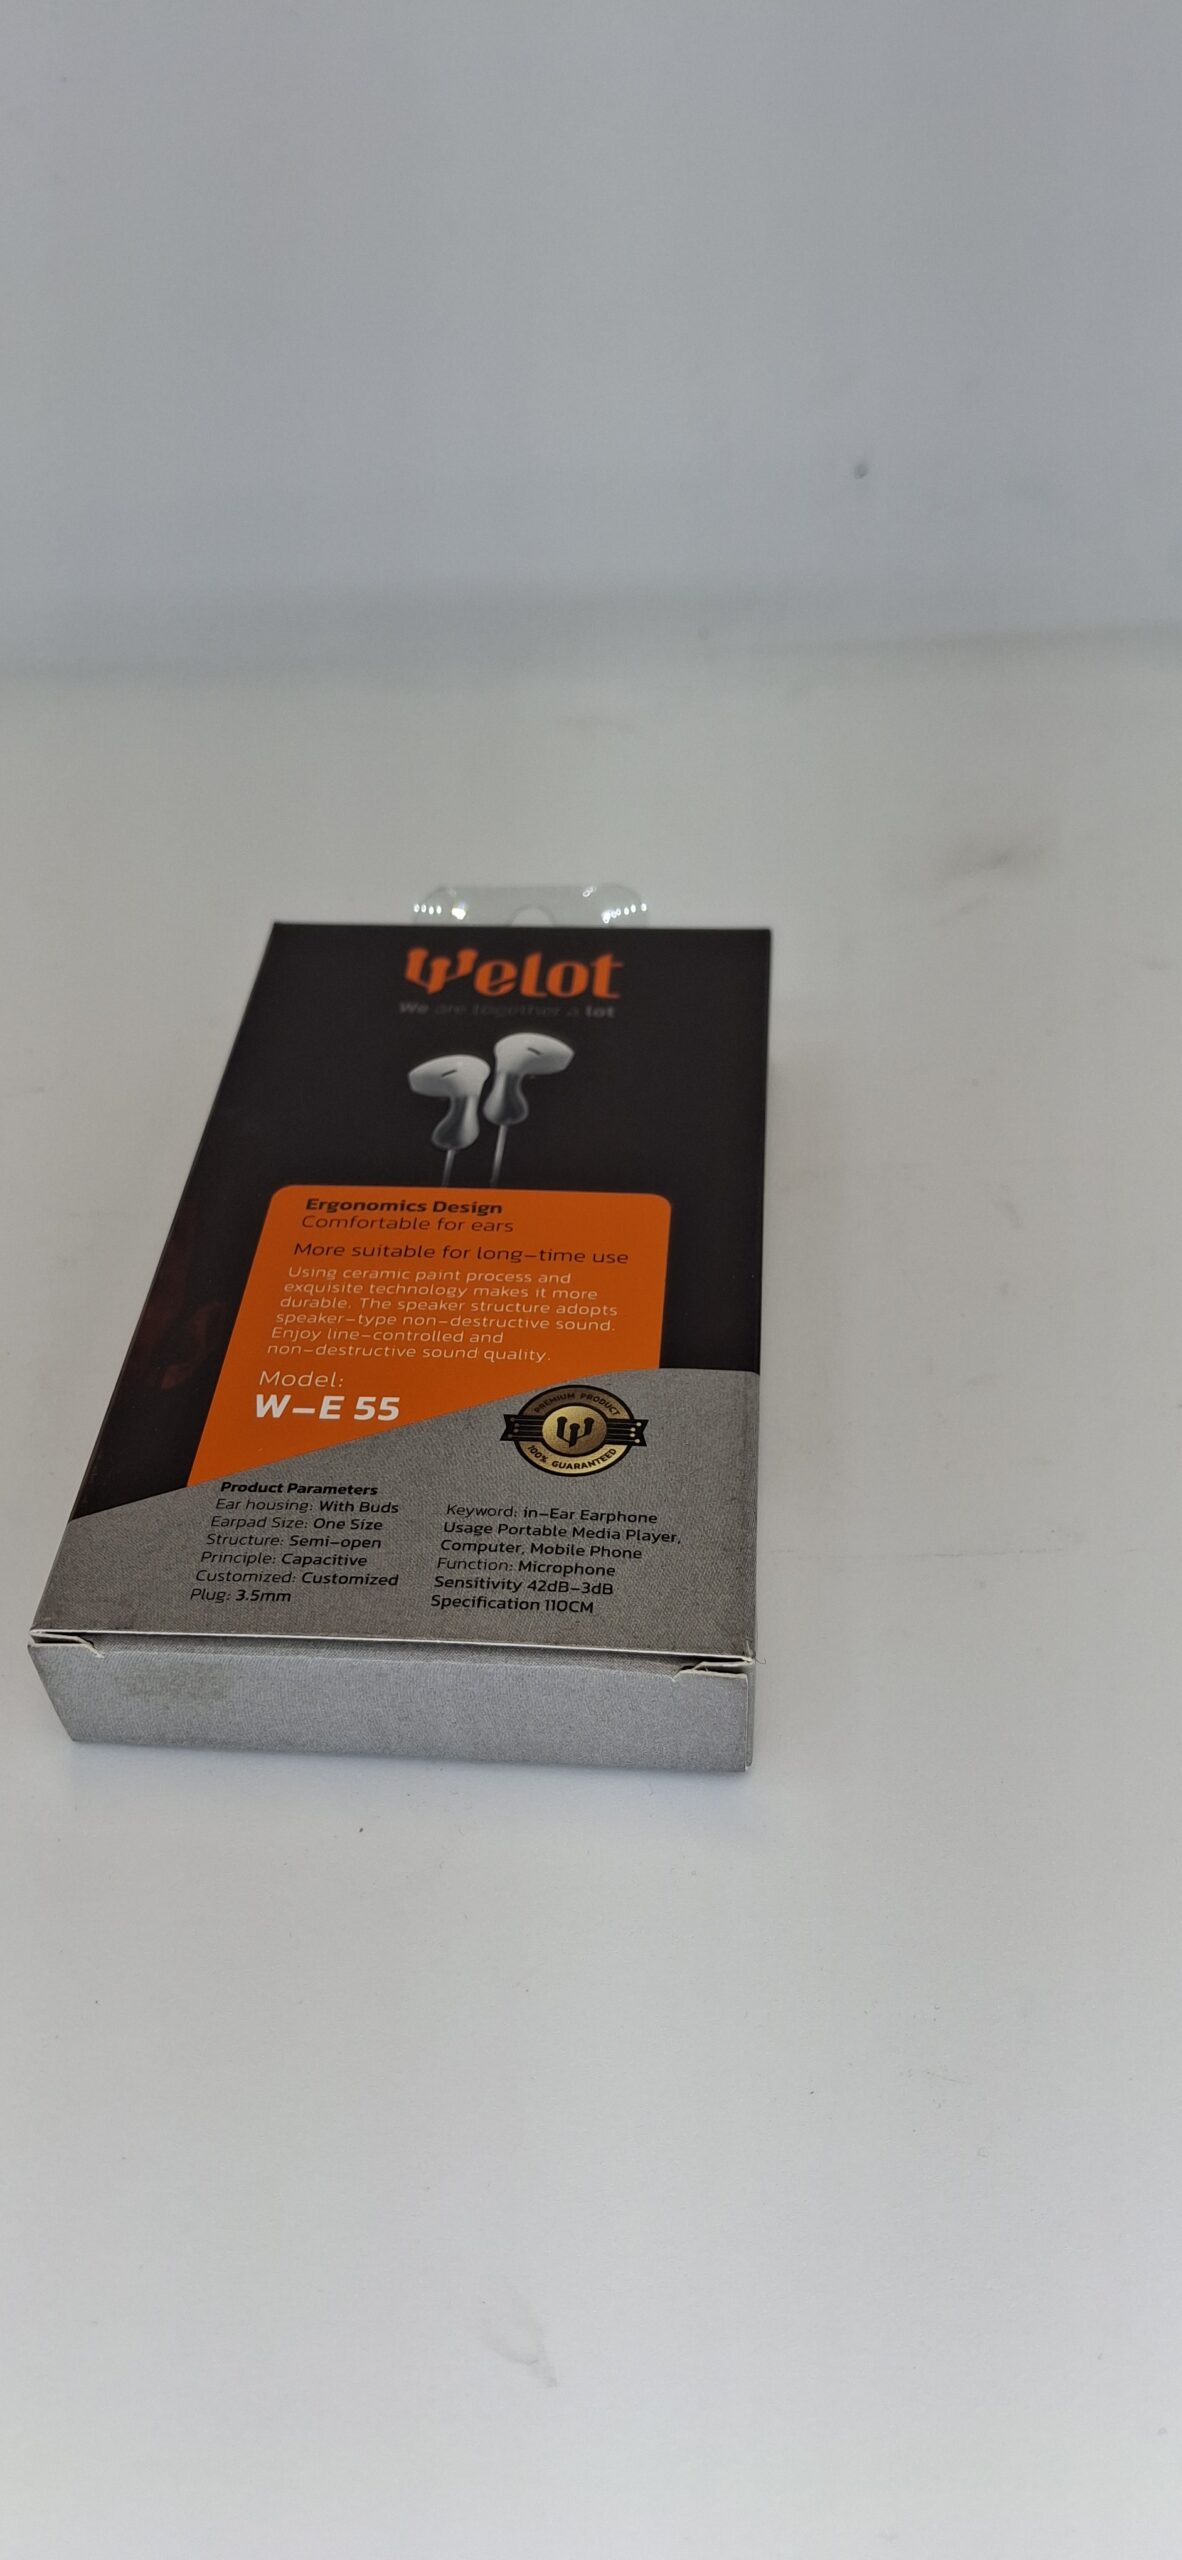 Welot
We are together a lot
Ergonomics Design
Comfortable for ears
More suitable for long-time use
Using ceramic paint process and
exquisite technology makes it more
durable. The speaker structure adopts
speaker-type non-destructive sound.
Enjoy line-controlled and
non-destructive sound quality.
Model:
W-E 55
PREMIUM PRODUCT
100% GUARANTEED
Product Parameters
Ear housing: With Buds
Earpad Size: One Size
Structure: Semi-open
Principle: Capacitive
Customized: Customized
Plug: 3.5mm
Keyword: in-Ear Earphone
Usage Portable Media Player,
Computer, Mobile Phone
Function: Microphone
Sensitivity 42dB-3dB
Specification 110CM